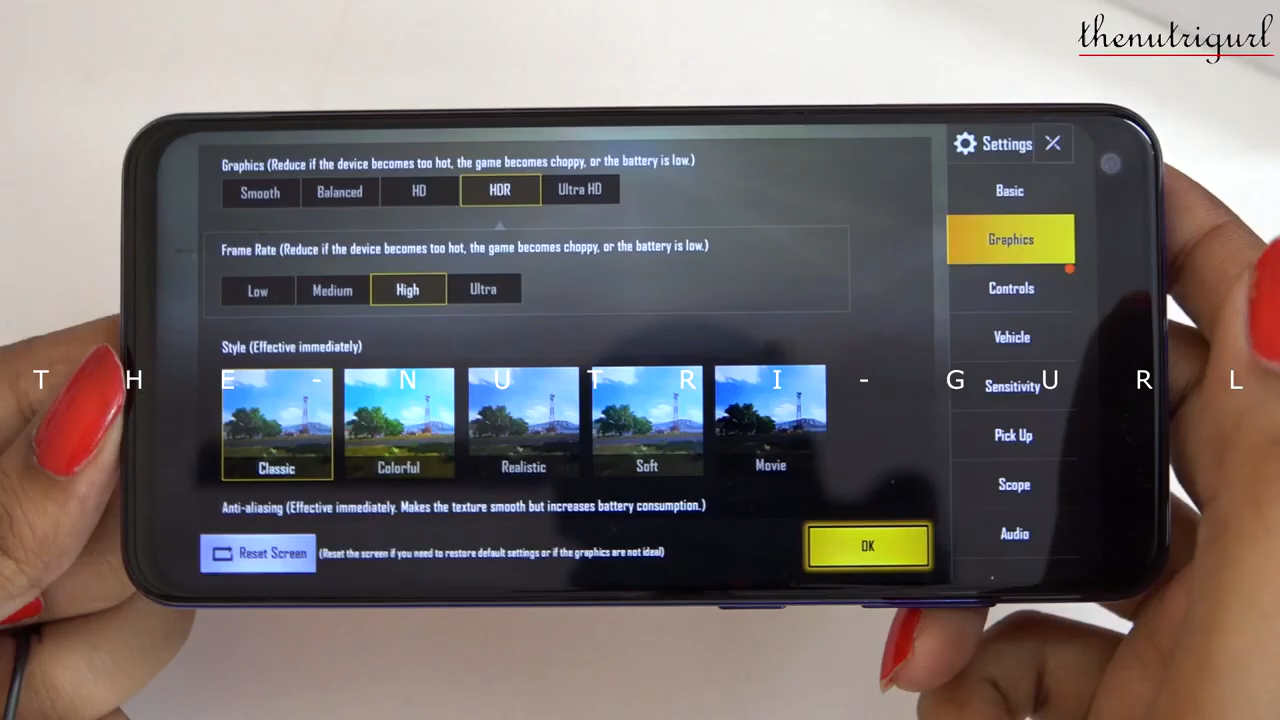 thenutrigurl
Graphics (Reduce if the device becomes too hot, the game becomes choppy, or the battery is low.)
Smooth Balanced HD HDR Ultra HD
Frame Rate (Reduce if the device becomes too hot, the game becomes choppy, or the battery is low.)
Low Medium High Ultra
Style (Effective immediately)
THE-NUTRI-GURL
Classic Colorful Realistic Soft Movie
Anti-aliasing (Effective immediately. Makes the texture smooth but increases battery consumption.)
Reset Screen (Reset the screen if you need to restore default settings or if the graphics are not ideal)
OK
Settings
Basic
Graphics
Controls
Vehicle
Sensitivity
Pick Up
Scope
Audio